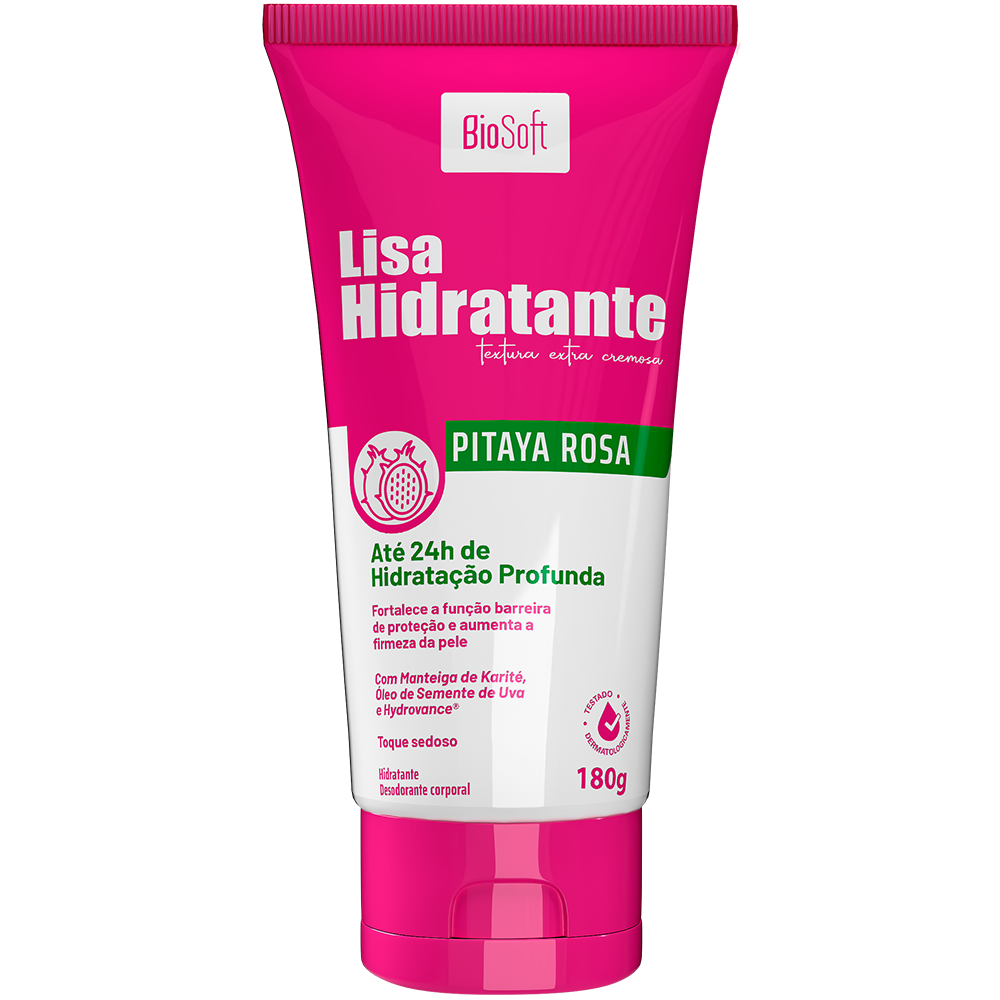 BioSoft
Lisa
Hidratante
textura extra cremosa
PITAYA ROSA
Até 24h de
Hidratação Profunda
Fortalece a função barreira
de proteção e aumenta a
firmeza da pele
Com Manteiga de Karité,
Óleo de Semente de Uva
e Hydrovance®
Toque sedoso
TESTADO
DERMATOLOGICAMENTE
Hidratante
Desodorante corporal
180g